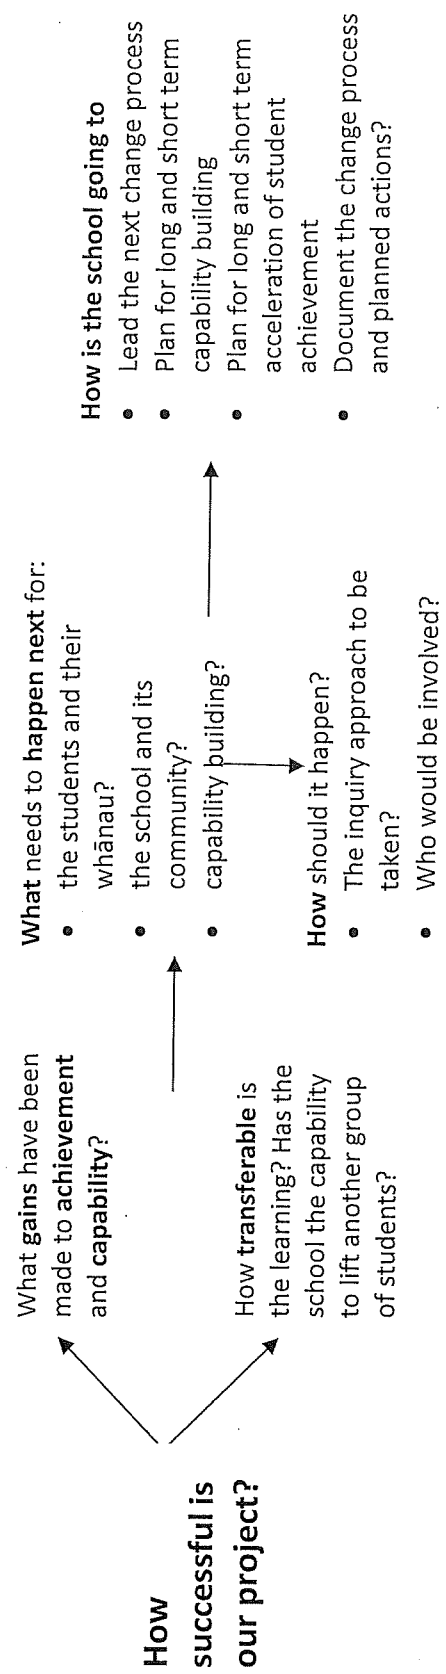 How
successful is
our project?
What gains have been
made to achievement
and capability?
How transferable is
the learning? Has the
school the capability
to lift another group
of students?
What needs to happen next for:
• the students and their
whānau?
• the school and its
community?
• capability building?
How should it happen?
• The inquiry approach to be
taken?
• Who would be involved?
How is the school going to
• Lead the next change process
• Plan for long and short term
capability building
• Plan for long and short term
acceleration of student
achievement
• Document the change process
and planned actions?